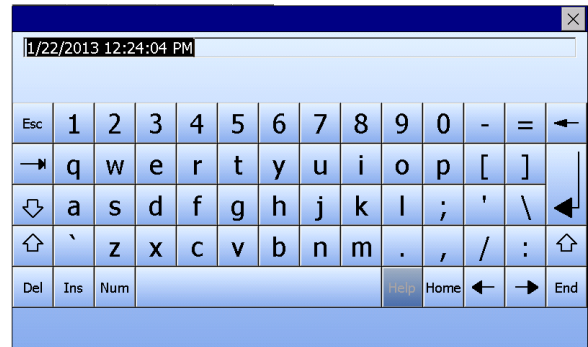 1/22/2013 12:24:04 PM
Esc 1 2 3 4 5 6 7 8 9 0 - =
q w e r t y u i o p [ ]
a s d f g h j k l ; ' \
` z x c v b n m . , / :
Del Ins Num Help Home End